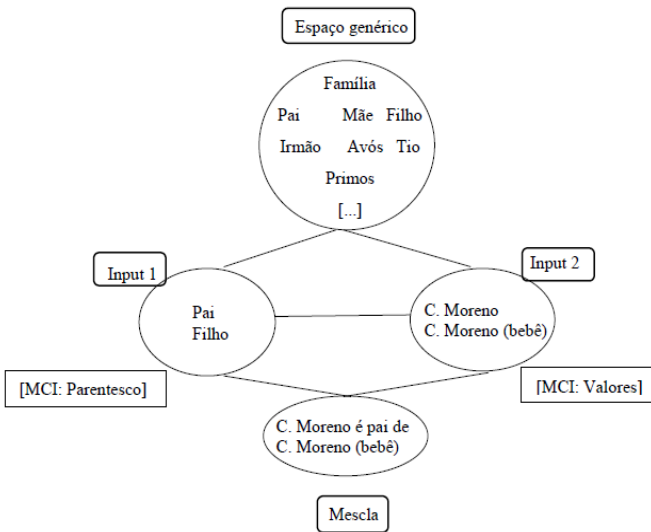 Espaço genérico
Família
Pai Mãe Filho
Irmão Avós Tio
Primos
[...]
Input 1
Input 2
Pai
Filho
C. Moreno
C. Moreno (bebê)
[MCI: Parentesco]
[MCI: Valores]
C. Moreno é pai de
C. Moreno (bebê)
Mescla